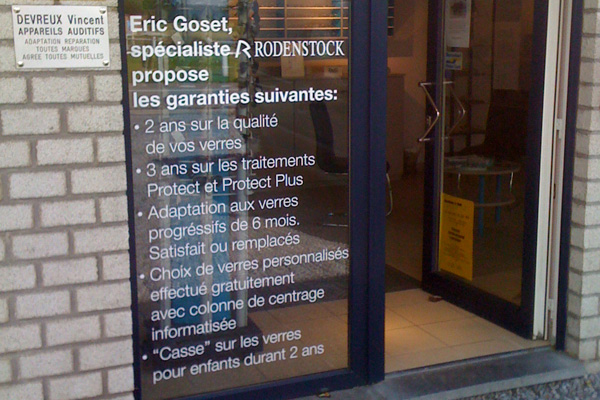 DEVREUX Vincent
APPAREILS AUDITIFS
ADAPTATION REPARATION
TOUTES MARQUES
AGREE TOUTES MUTUELLES
Eric Goset,
spécialiste R RODENSTOCK
propose
les garanties suivantes:
• 2 ans sur la qualité
de vos verres
• 3 ans sur les traitements
Protect et Protect Plus
• Adaptation aux verres
progréssifs de 6 mois.
Satisfait ou remplacés
• Choix de verres personnalisés
effectué gratuitement
avec colonne de centrage
informatisée
• “Casse” sur les verres
pour enfants durant 2 ans